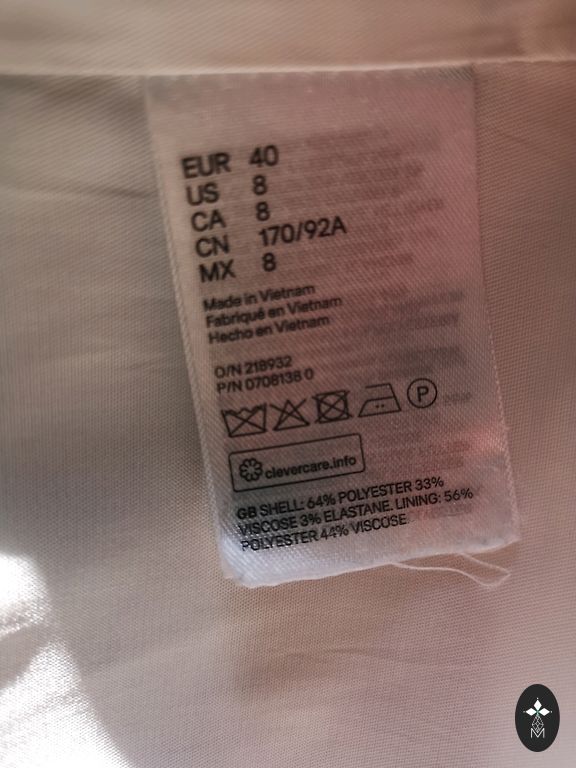 EUR 40
US 8
CA 8
CN 170/92A
MX 8
Made in Vietnam
Fabriqué en Vietnam
Hecho en Vietnam
O/N 218932
P/N 0708138 0
P
clevercare.info
GB SHELL: 64% POLYESTER 33%
VISCOSE 3% ELASTANE. LINING: 56%
POLYESTER 44% VISCOSE.
M